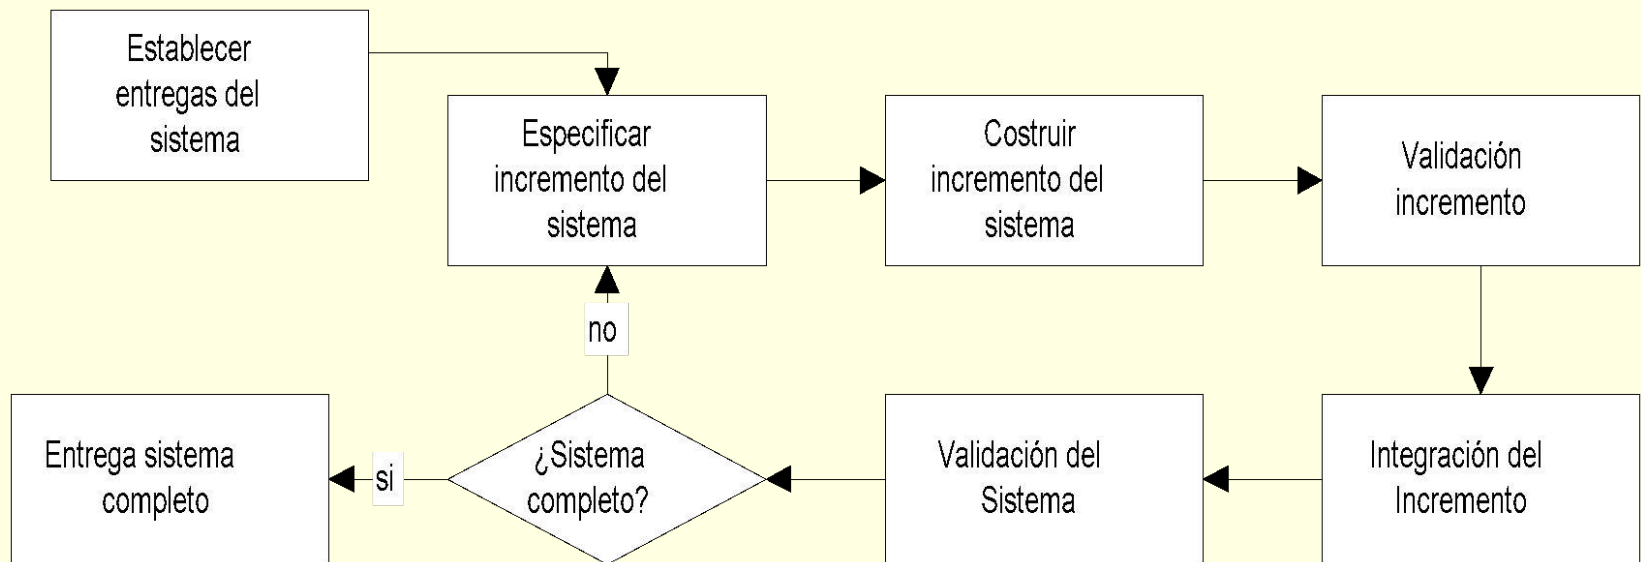 Establecer
entregas del
sistema
Especificar
incremento del
sistema
Costruir
incremento del
sistema
Validación
incremento
no
Entrega sistema
completo
si
¿Sistema
completo?
Validación del
Sistema
Integración del
Incremento